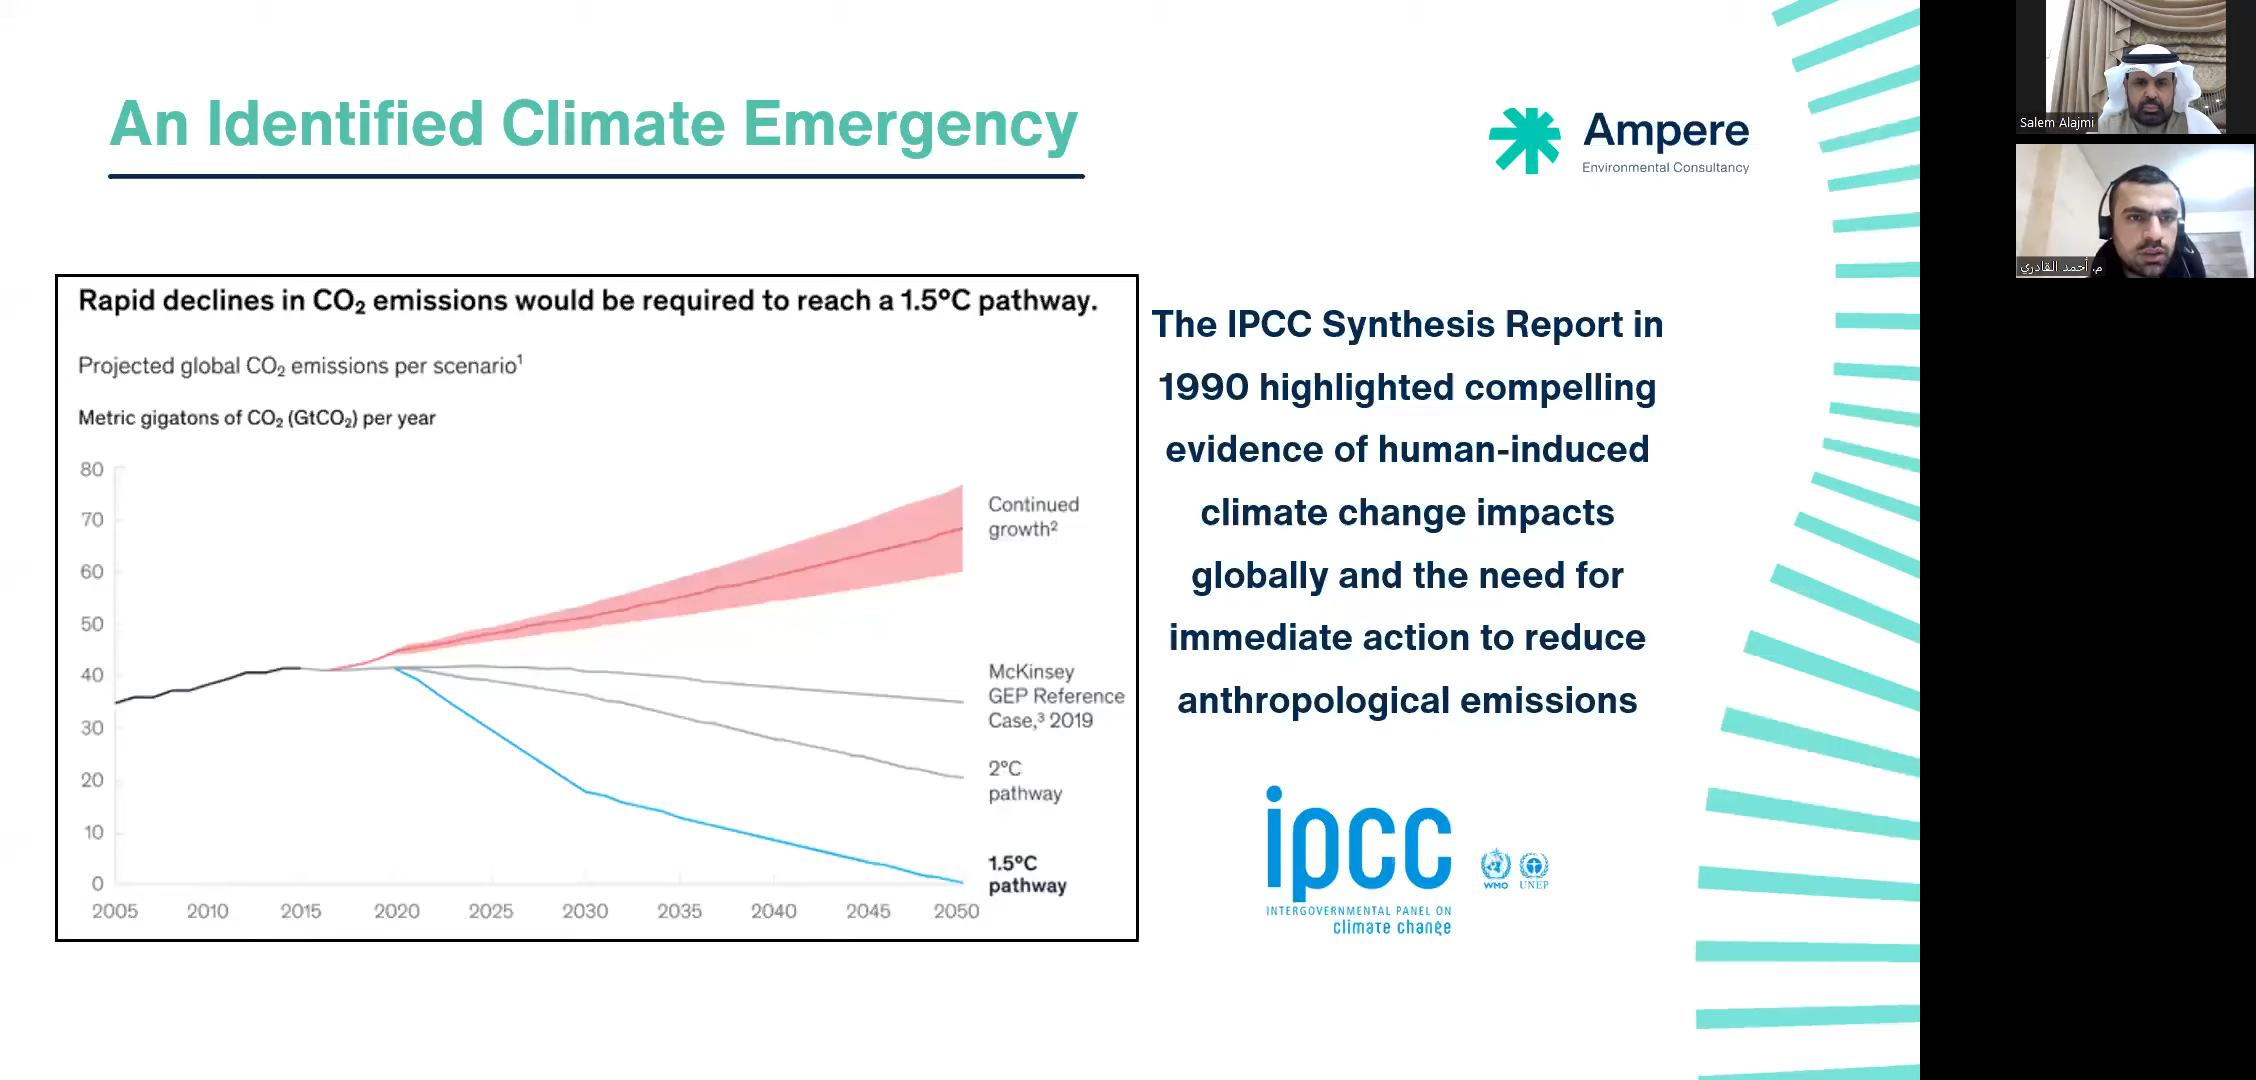 An Identified Climate Emergency
Ampere
Environmental Consultancy
Rapid declines in CO₂ emissions would be required to reach a 1.5°C pathway.
Projected global CO₂ emissions per scenario¹
Metric gigatons of CO₂ (GtCO₂) per year
80
70
60
50
40
30
20
10
0
2005 2010 2015 2020 2025 2030 2035 2040 2045 2050
Continued
growth²
McKinsey
GEP Reference
Case,³ 2019
2°C
pathway
1.5°C
pathway
The IPCC Synthesis Report in
1990 highlighted compelling
evidence of human-induced
climate change impacts
globally and the need for
immediate action to reduce
anthropological emissions
ipcc
INTERGOVERNMENTAL PANEL ON
climate change
WMO
UNEP
Salem Alajmi
م. أحمد القادري